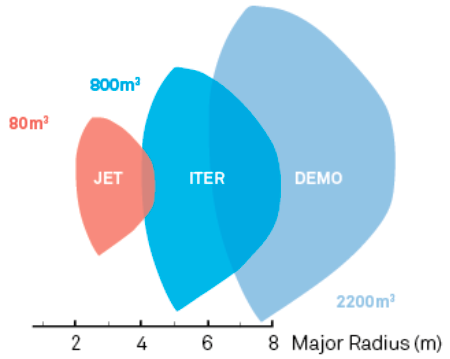 800m³
80m³
JET ITER DEMO
2200m³
2 4 6 8 Major Radius (m)